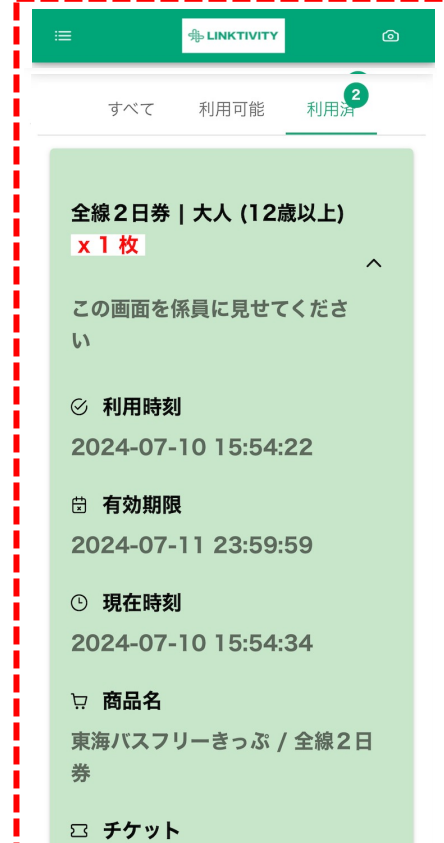 LINKTIVITY
2
すべて 利用可能 利用済
全線2日券 | 大人 (12歳以上)
x 1 枚
この画面を係員に見せてくださ
い
利用時刻
2024-07-10 15:54:22
有効期限
2024-07-11 23:59:59
現在時刻
2024-07-10 15:54:34
商品名
東海バスフリーきっぷ / 全線2日
券
チケット